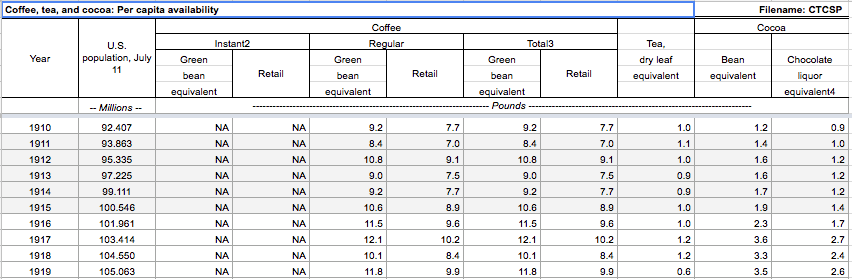 Coffee, tea, and cocoa: Per capita availability Filename: CTCSP
Coffee Cocoa
U.S. Instant2 Regular Total3 Tea,
Year population, July Green Retail Green Retail Green Retail dry leaf Bean Chocolate
11 bean bean bean equivalent equivalent liquor
equivalent equivalent equivalent equivalent4
-- Millions -- Pounds
1910 92.407 NA NA 9.2 7.7 9.2 7.7 1.0 1.2 0.9
1911 93.863 NA NA 8.4 7.0 8.4 7.0 1.1 1.4 1.0
1912 95.335 NA NA 10.8 9.1 10.8 9.1 1.0 1.6 1.2
1913 97.225 NA NA 9.0 7.5 9.0 7.5 0.9 1.6 1.2
1914 99.111 NA NA 9.2 7.7 9.2 7.7 0.9 1.7 1.2
1915 100.546 NA NA 10.6 8.9 10.6 8.9 1.0 1.9 1.4
1916 101.961 NA NA 11.5 9.6 11.5 9.6 1.0 2.3 1.7
1917 103.414 NA NA 12.1 10.2 12.1 10.2 1.2 3.6 2.7
1918 104.550 NA NA 10.1 8.4 10.1 8.4 1.2 3.3 2.4
1919 105.063 NA NA 11.8 9.9 11.8 9.9 0.6 3.5 2.6